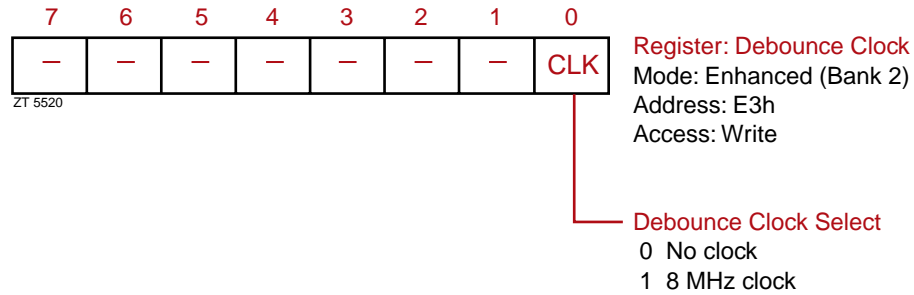 7 6 5 4 3 2 1 0
– – – – – – – CLK
ZT 5520
Register: Debounce Clock
Mode: Enhanced (Bank 2)
Address: E3h
Access: Write
Debounce Clock Select
0 No clock
1 8 MHz clock